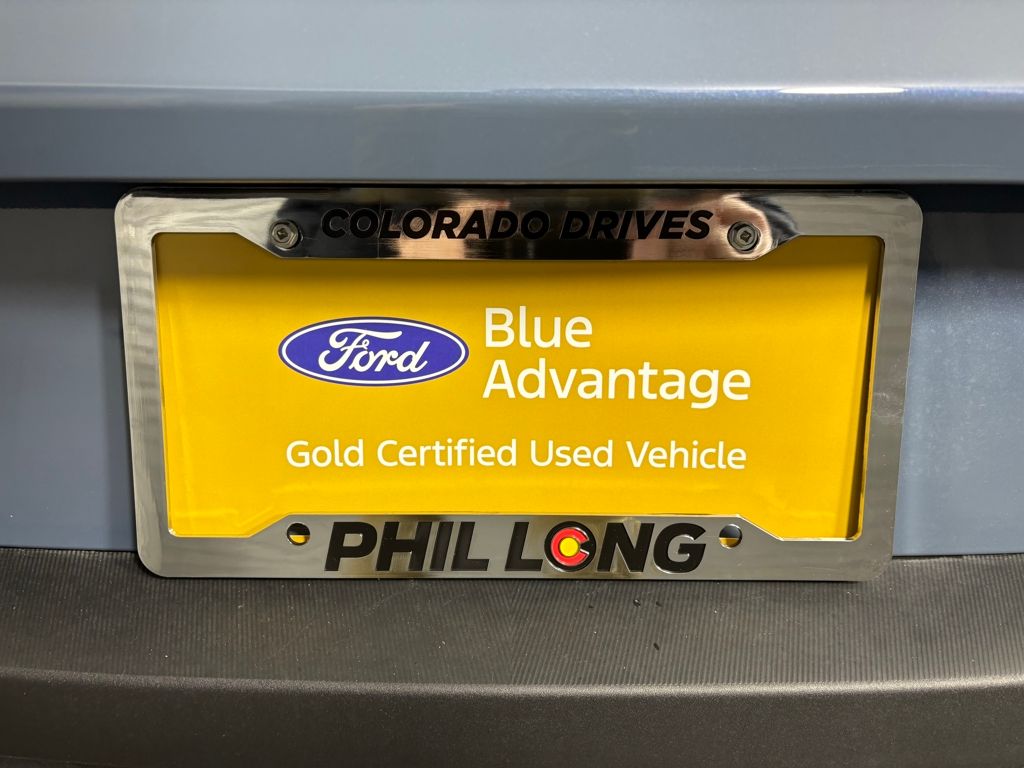 COLORADO DRIVES
Ford
Blue
Advantage
Gold Certified Used Vehicle
PHIL LONG